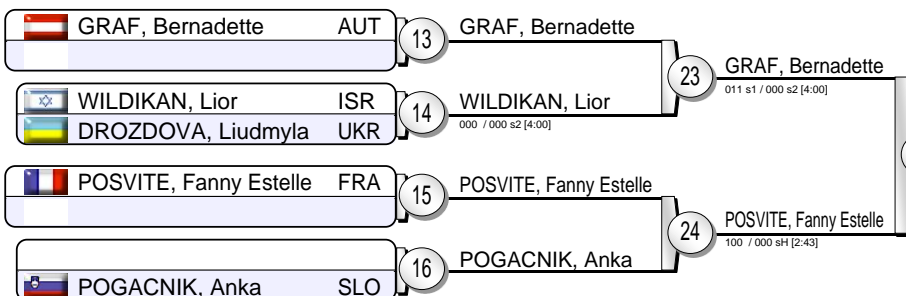 GRAF, Bernadette AUT
13
GRAF, Bernadette
WILDIKAN, Lior ISR
DROZDOVA, Liudmyla UKR
14
WILDIKAN, Lior
000 / 000 s2 [4:00]
23
GRAF, Bernadette
011 s1 / 000 s2 [4:00]
POSVITE, Fanny Estelle FRA
15
POSVITE, Fanny Estelle
POGACNIK, Anka SLO
16
POGACNIK, Anka
24
POSVITE, Fanny Estelle
100 / 000 sH [2:43]